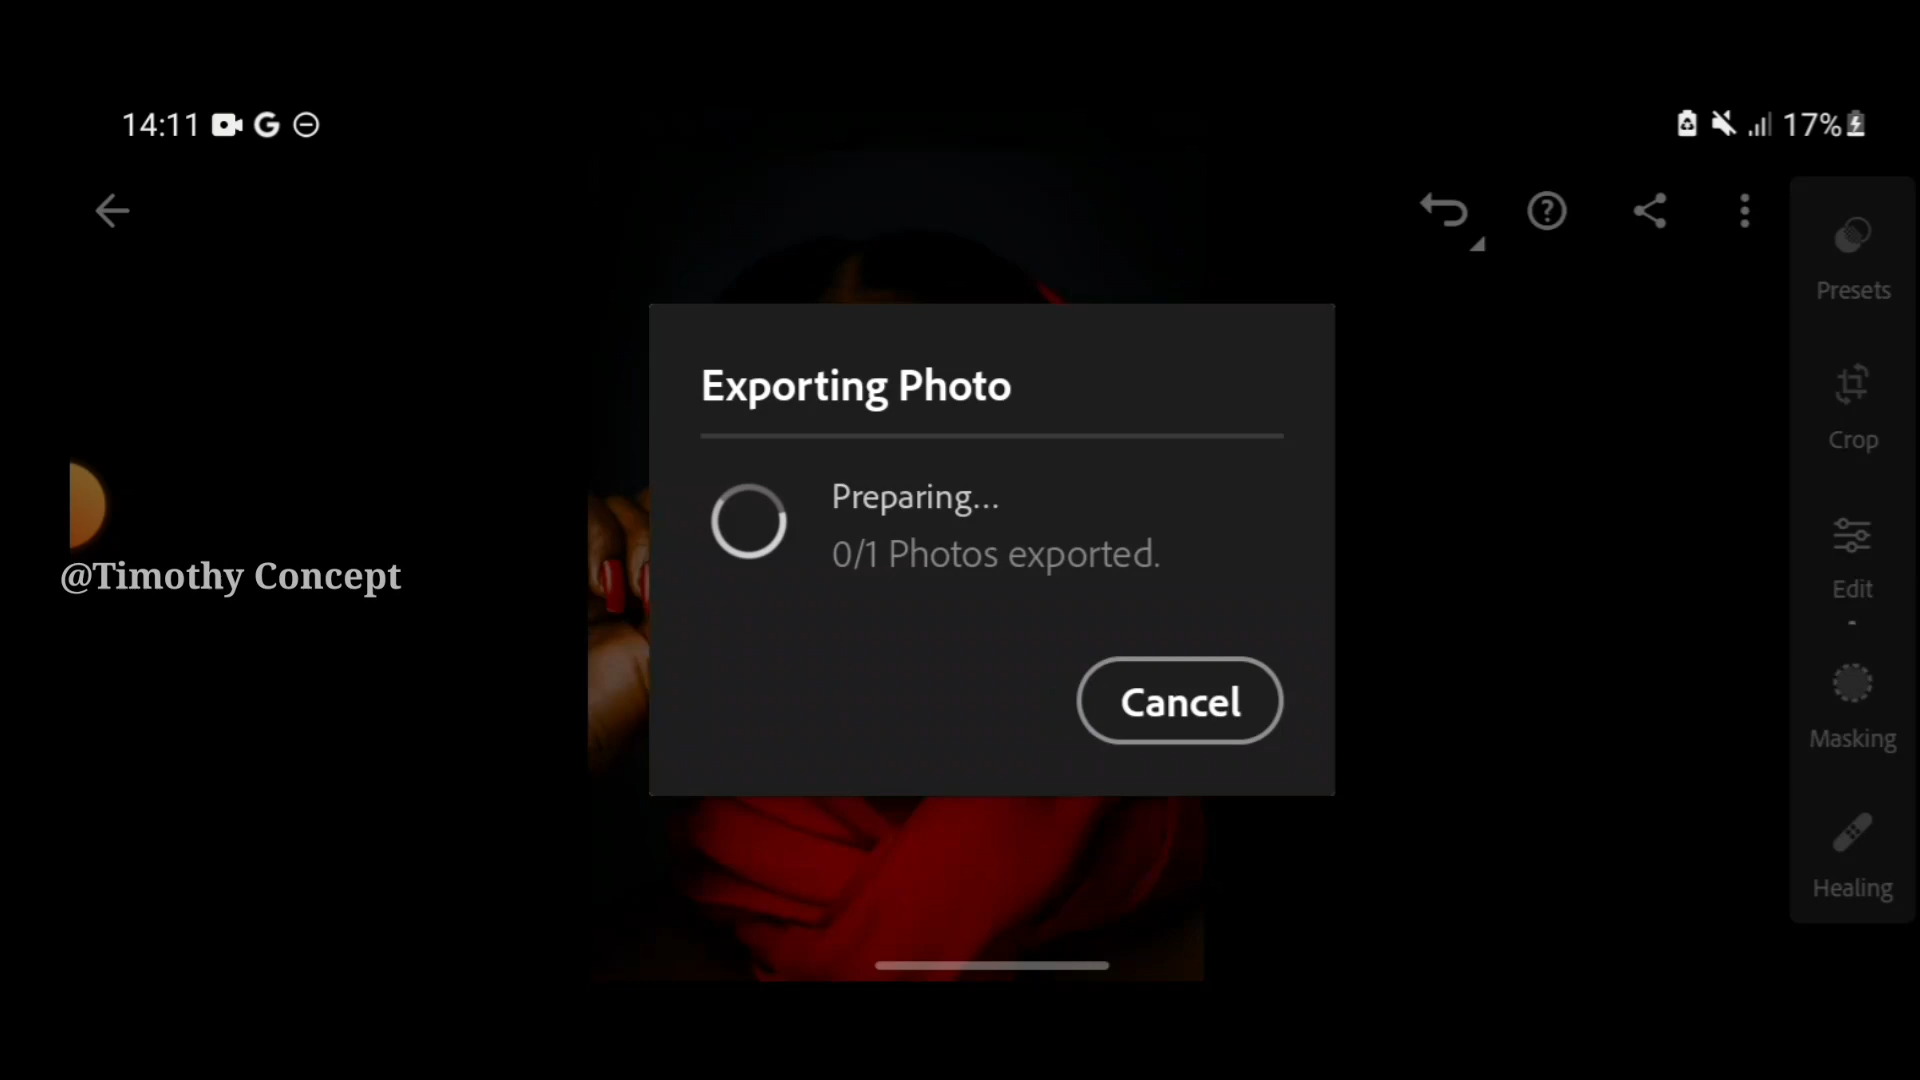 14:11
17%
Presets
Exporting Photo
Crop
Preparing...
0/1 Photos exported.
@Timothy Concept
Edit
Cancel
Masking
Healing